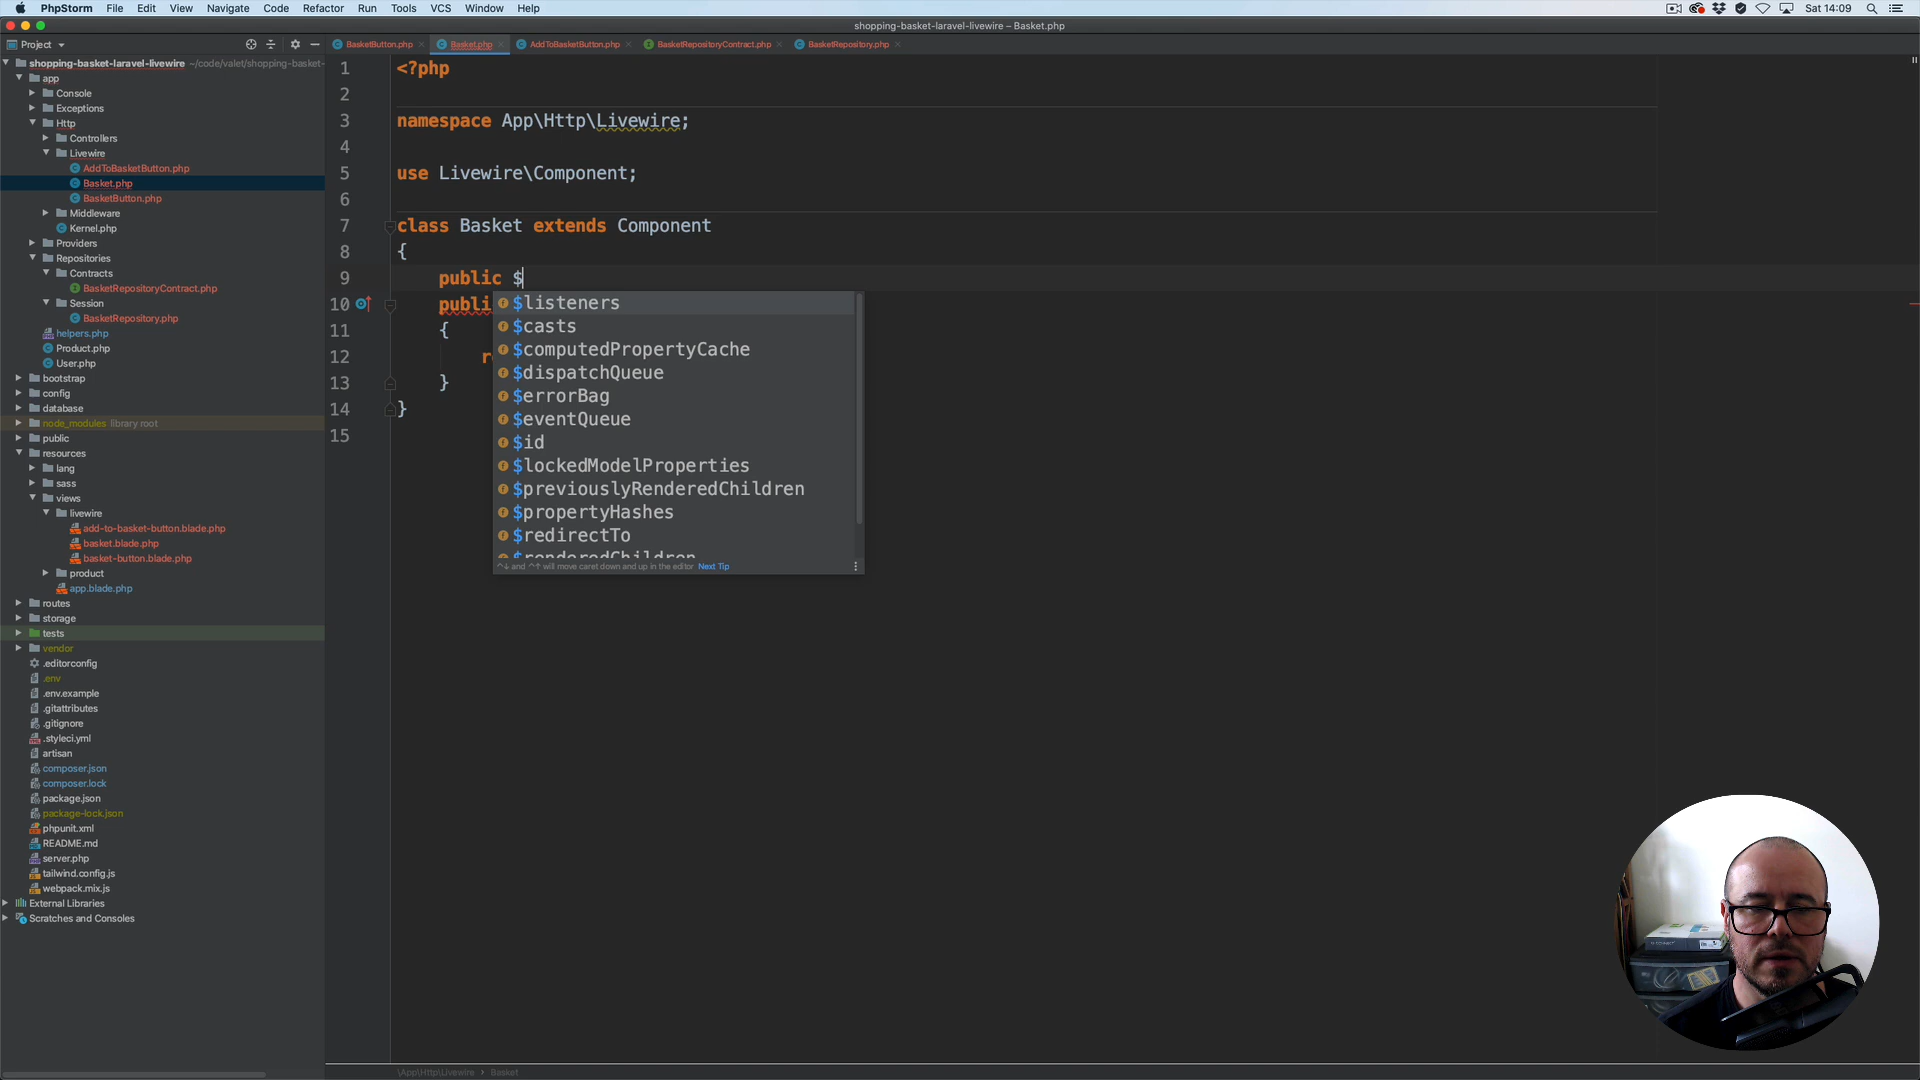 PhpStorm File Edit View Navigate Code Refactor Run Tools VCS Window Help Sat 14:09
shopping-basket-laravel-livewire – Basket.php
Project
BasketButton.php
Basket.php
AddToBasketButton.php
BasketRepositoryContract.php
BasketRepository.php
shopping-basket-laravel-livewire ~/code/valet/shopping-basket-
app
Console
Exceptions
Http
Controllers
Livewire
AddToBasketButton.php
Basket.php
BasketButton.php
Middleware
Kernel.php
Providers
Repositories
Contracts
BasketRepositoryContract.php
Session
BasketRepository.php
helpers.php
Product.php
User.php
bootstrap
config
database
node_modules library root
public
resources
lang
sass
views
livewire
add-to-basket-button.blade.php
basket.blade.php
basket-button.blade.php
product
app.blade.php
routes
storage
tests
vendor
.editorconfig
.env
.env.example
.gitattributes
.gitignore
.styleci.yml
artisan
composer.json
composer.lock
package.json
package-lock.json
phpunit.xml
README.md
server.php
tailwind.config.js
webpack.mix.js
External Libraries
Scratches and Consoles
1 <?php
2
3 namespace App\Http\Livewire;
4
5 use Livewire\Component;
6
7 class Basket extends Component
8 {
9 public $
10 publi
11 {
12 r
13 }
14 }
15
$listeners
$casts
$computedPropertyCache
$dispatchQueue
$errorBag
$eventQueue
$id
$lockedModelProperties
$previouslyRenderedChildren
$propertyHashes
$redirectTo
$renderedChildren
^↓ and ^↑ will move caret down and up in the editor Next Tip
\App\Http\Livewire › Basket